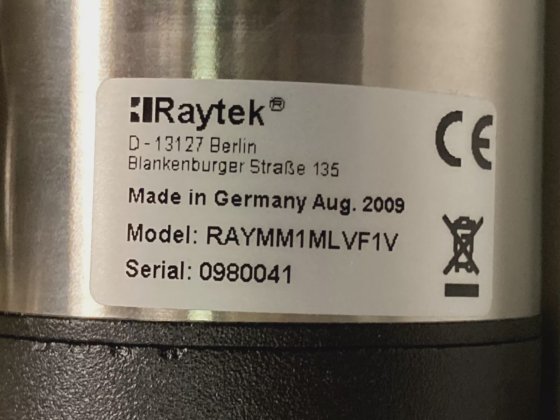 Raytek®
D - 13127 Berlin
Blankenburger Straße 135
Made in Germany Aug. 2009
Model: RAYMM1MLVF1V
Serial: 0980041
CE